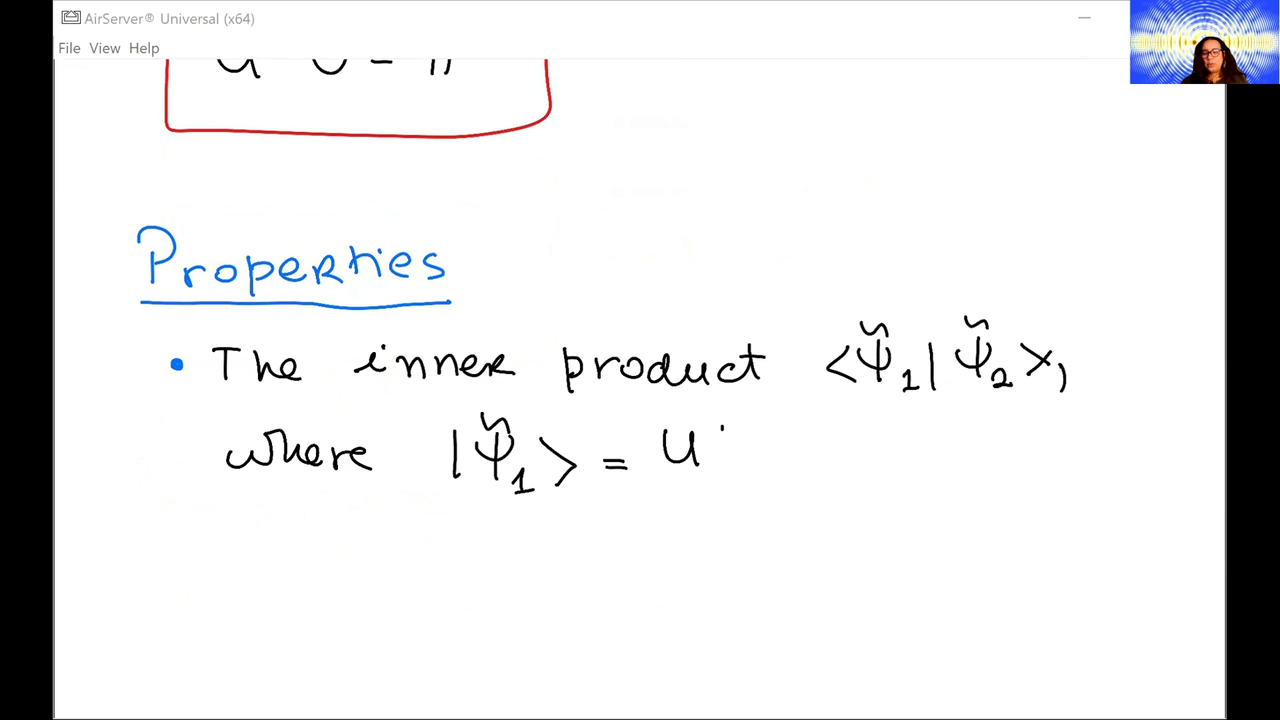 AirServer® Universal (x64)
File View Help
Properties
• The inner product <ψ̃₁|ψ̃₂>,
where |ψ̃₁> = U